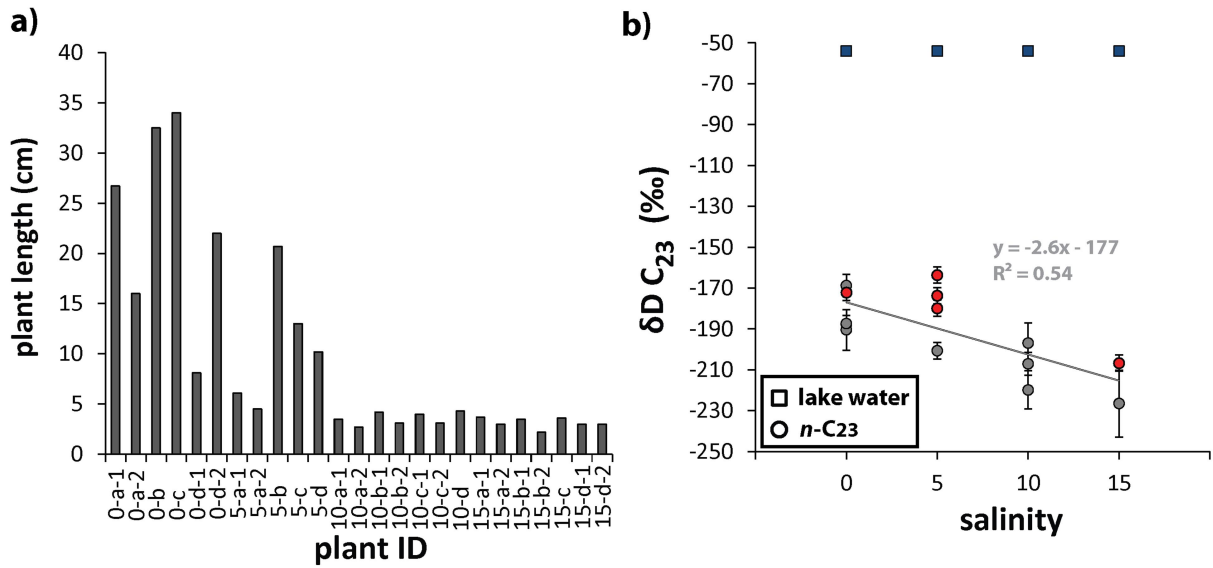 a)
40
35
30
25
20
15
10
5
0
plant length (cm)
0-a-1
0-a-2
0-b
0-c
0-d-1
0-d-2
5-a-1
5-a-2
5-b
5-c
5-d
10-a-1
10-a-2
10-b-1
10-b-2
10-c-1
10-c-2
10-d
15-a-1
15-a-2
15-b-1
15-b-2
15-c
15-d-1
15-d-2
plant ID
b)
-50
-70
-90
-110
-130
-150
-170
-190
-210
-230
-250
δD C₂₃ (‰)
y = -2.6x - 177
R² = 0.54
lake water
n-C23
0
5
10
15
salinity